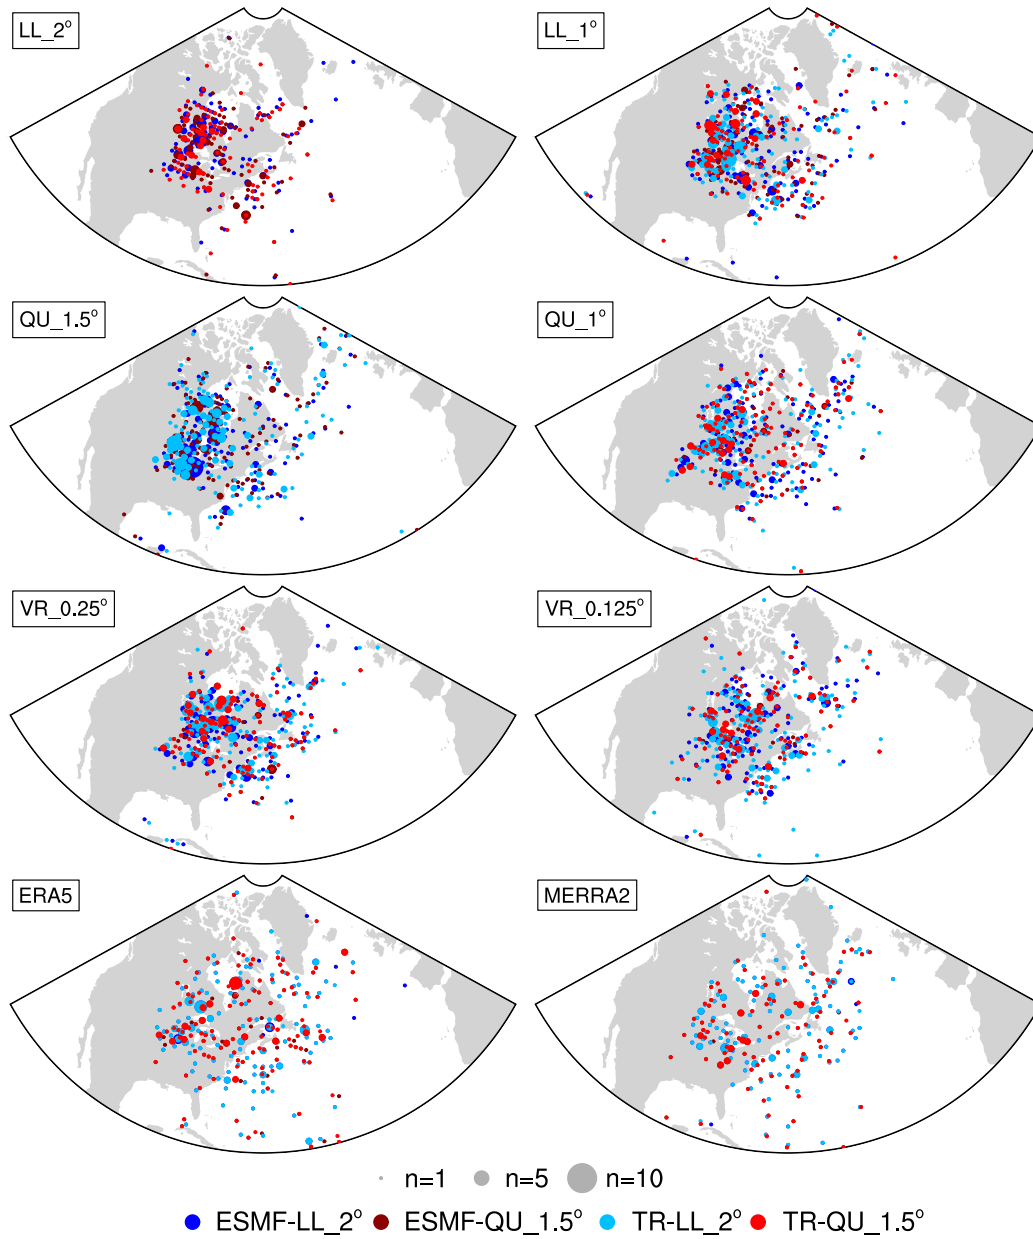 LL_2° LL_1°
QU_1.5° QU_1°
VR_0.25° VR_0.125°
ERA5 MERRA2
n=1 n=5 n=10
ESMF-LL_2° ESMF-QU_1.5° TR-LL_2° TR-QU_1.5°